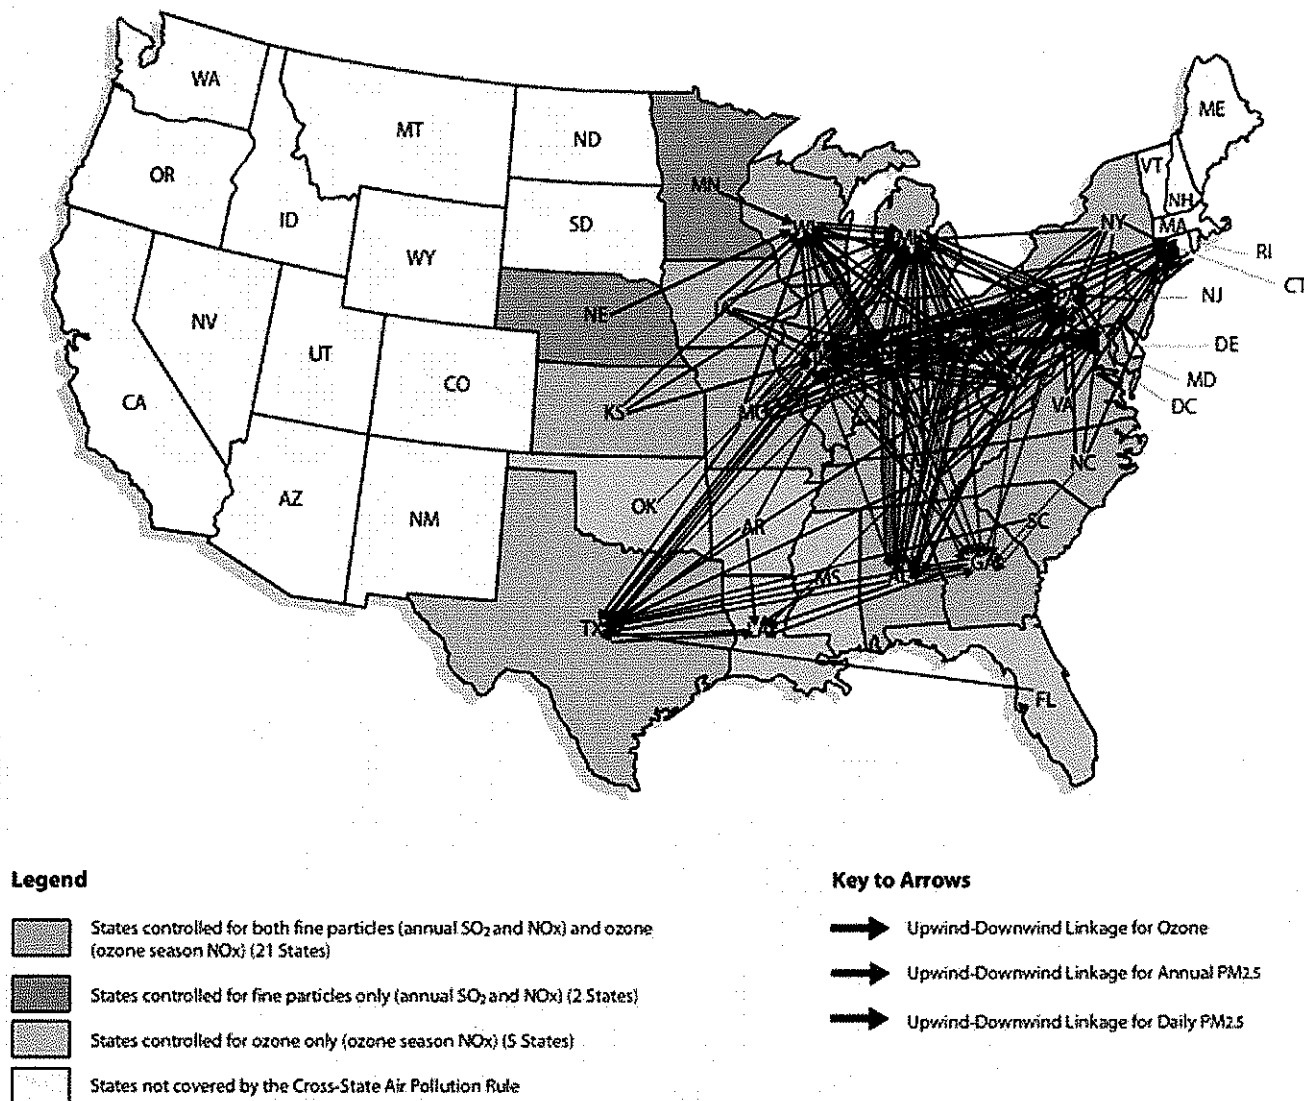 WA
MT
ND
ME
OR
MN
VT
ID
SD
NH
WI
NY
MA
MI
WY
RI
CT
NE
NJ
NV
UT
DE
CO
MD
CA
KS
MO
VA
DC
NC
AZ
NM
OK
AR
SC
MS
AL
GA
TX
LA
FL
Legend
States controlled for both fine particles (annual SO2 and NOx) and ozone
(ozone season NOx) (21 States)
States controlled for fine particles only (annual SO2 and NOx) (2 States)
States controlled for ozone only (ozone season NOx) (5 States)
States not covered by the Cross-State Air Pollution Rule
Key to Arrows
Upwind-Downwind Linkage for Ozone
Upwind-Downwind Linkage for Annual PM2.5
Upwind-Downwind Linkage for Daily PM2.5